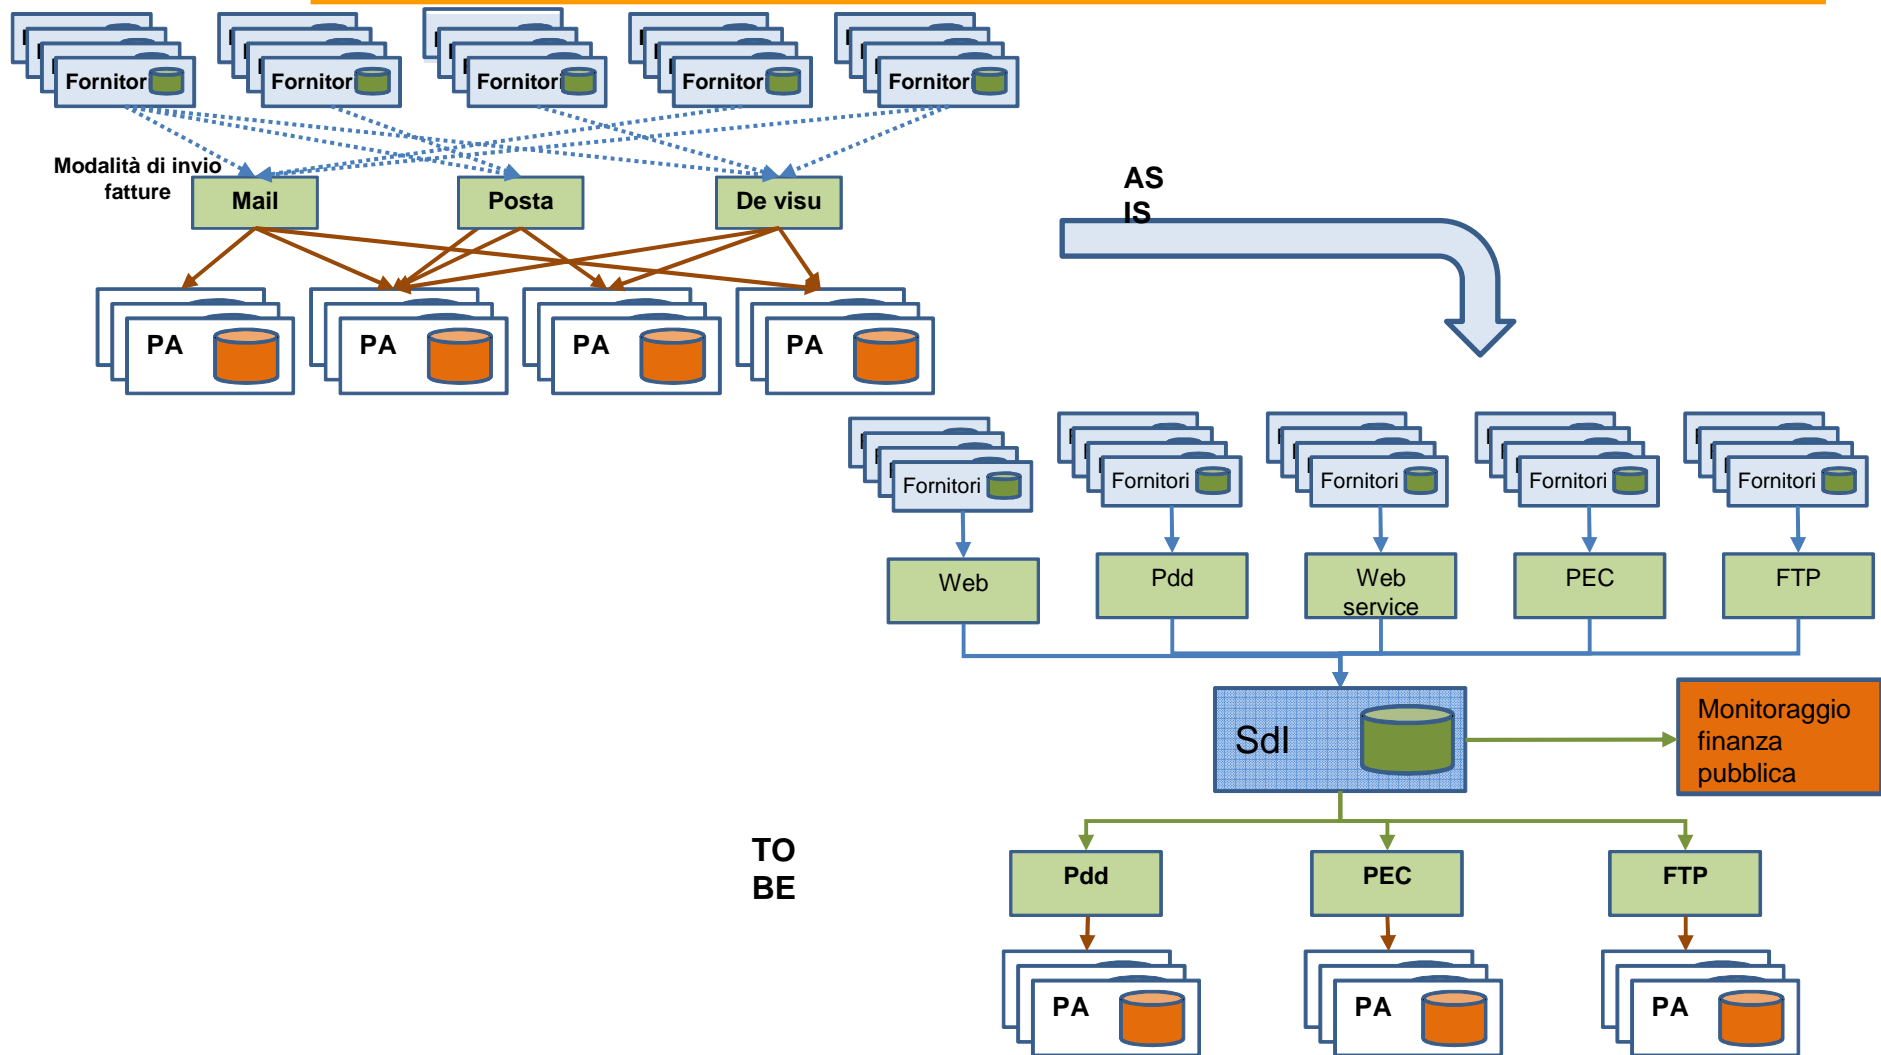 Fornitor
Fornitor
Fornitor
Fornitor
Fornitor
Modalità di invio
fatture
Mail
Posta
De visu
PA
PA
PA
PA
AS
IS
Fornitori
Fornitori
Fornitori
Fornitori
Fornitori
Web
Pdd
Web
service
PEC
FTP
SdI
Monitoraggio
finanza
pubblica
TO
BE
Pdd
PEC
FTP
PA
PA
PA